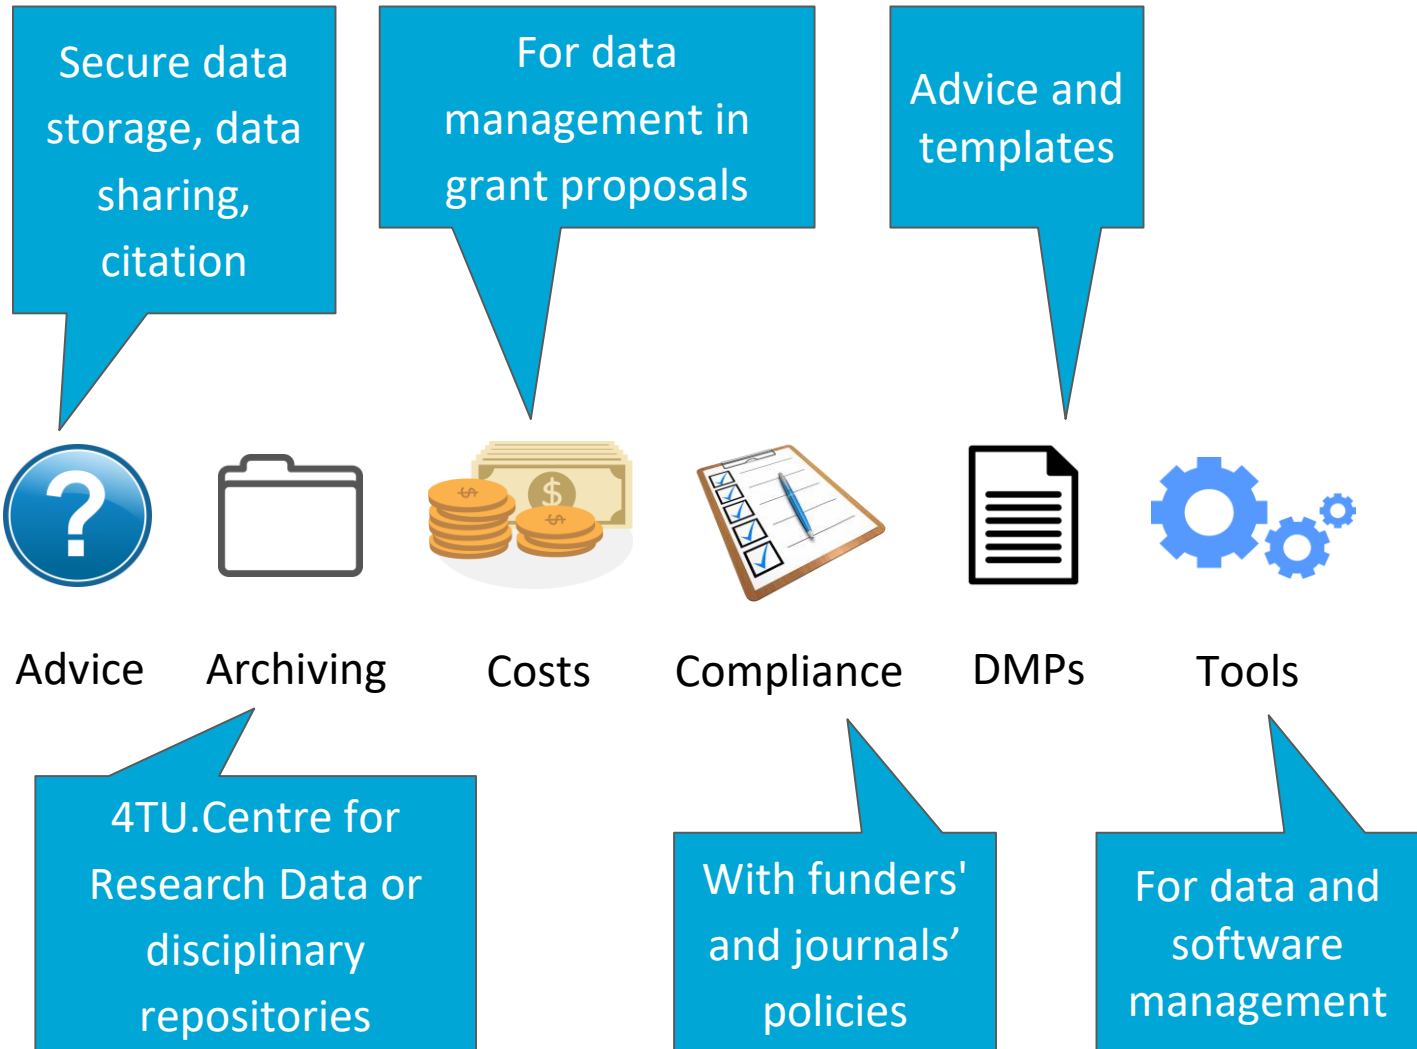 Secure data
storage, data
sharing,
citation
For data
management in
grant proposals
Advice and
templates
?
$
Advice
Archiving
Costs
Compliance
DMPs
Tools
4TU.Centre for
Research Data or
disciplinary
repositories
With funders'
and journals’
policies
For data and
software
management